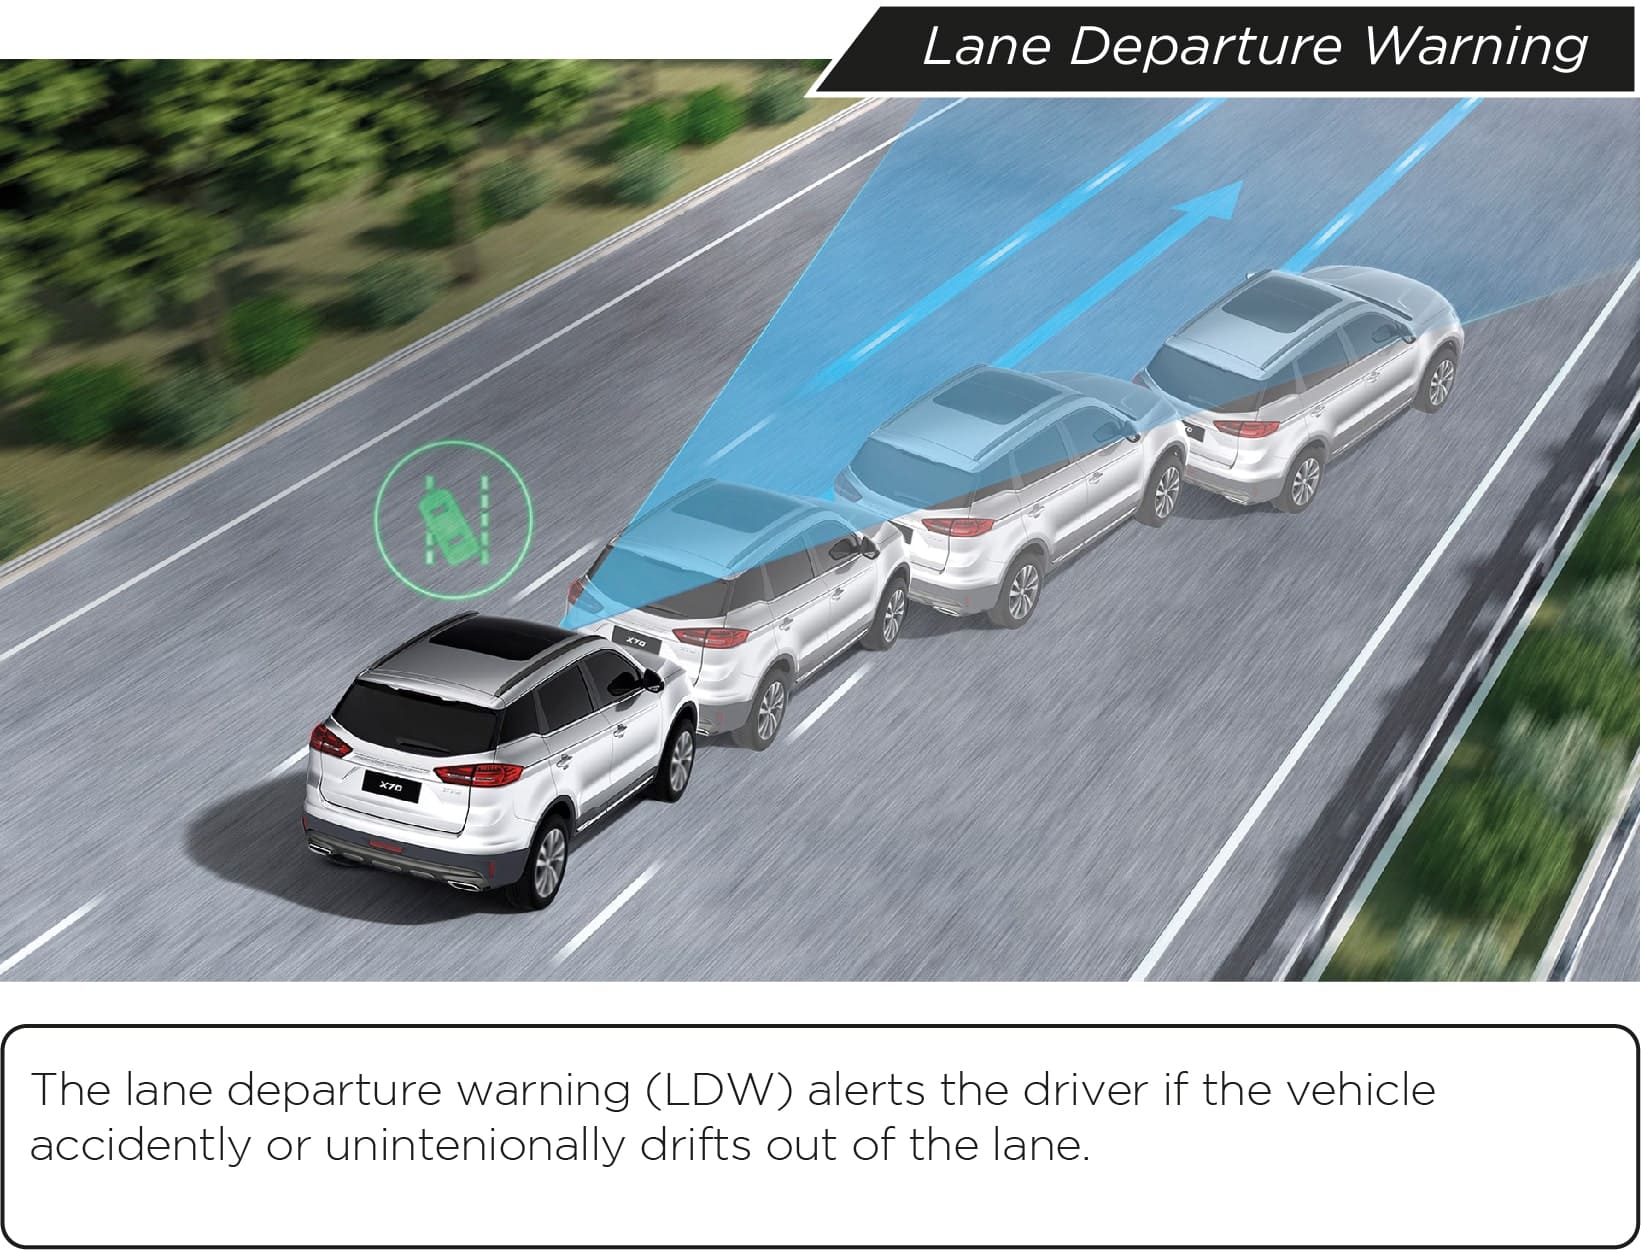 Lane Departure Warning
X70
X70
The lane departure warning (LDW) alerts the driver if the vehicle
accidently or unintenionally drifts out of the lane.